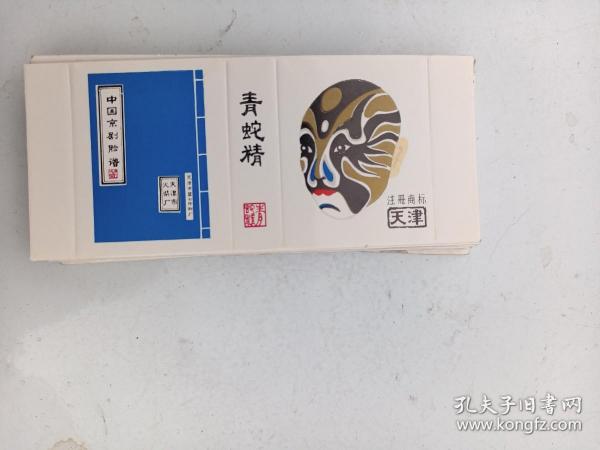 中国京剧脸谱
天津市
火柴厂
青蛇精
注册商标
天津
孔夫子旧书网
www.kongfz.com